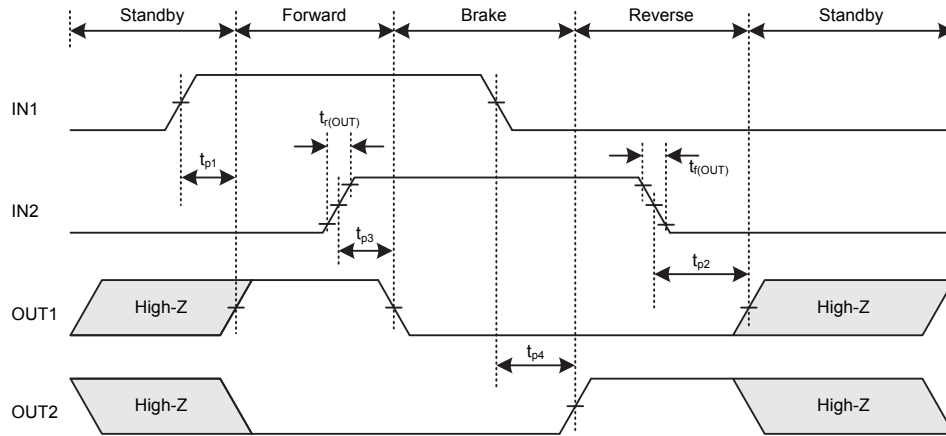 Standby
Forward
Brake
Reverse
Standby
IN1
tr(OUT)
tp1
tf(OUT)
IN2
tp3
tp2
OUT1
High-Z
High-Z
tp4
OUT2
High-Z
High-Z